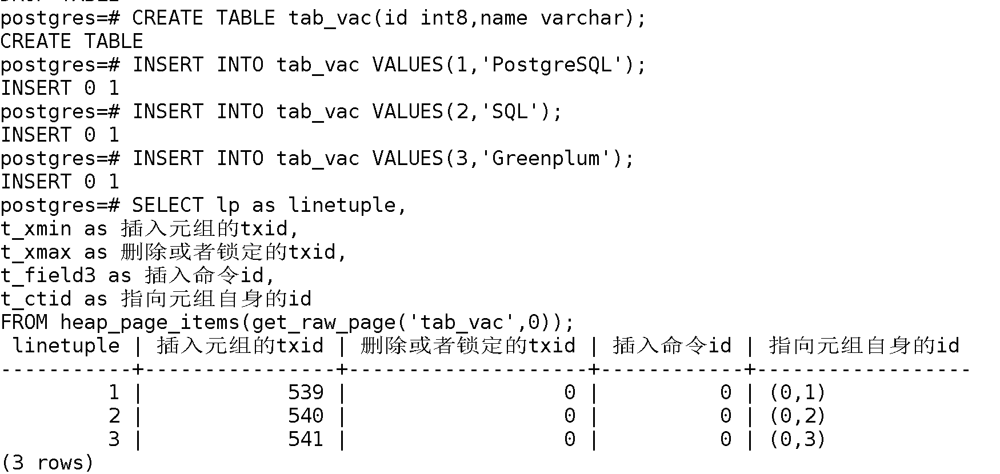 DROP TABLE
postgres=# CREATE TABLE tab_vac(id int8,name varchar);
CREATE TABLE
postgres=# INSERT INTO tab_vac VALUES(1,'PostgreSQL');
INSERT 0 1
postgres=# INSERT INTO tab_vac VALUES(2,'SQL');
INSERT 0 1
postgres=# INSERT INTO tab_vac VALUES(3,'Greenplum');
INSERT 0 1
postgres=# SELECT lp as linetuple,
t_xmin as 插入元组的txid,
t_xmax as 删除或者锁定的txid,
t_field3 as 插入命令id,
t_ctid as 指向元组自身的id
FROM heap_page_items(get_raw_page('tab_vac',0));
 linetuple | 插入元组的txid | 删除或者锁定的txid | 插入命令id | 指向元组自身的id
-----------+----------------+--------------------+------------+------------------
         1 |            539 |                  0 |          0 | (0,1)
         2 |            540 |                  0 |          0 | (0,2)
         3 |            541 |                  0 |          0 | (0,3)
(3 rows)